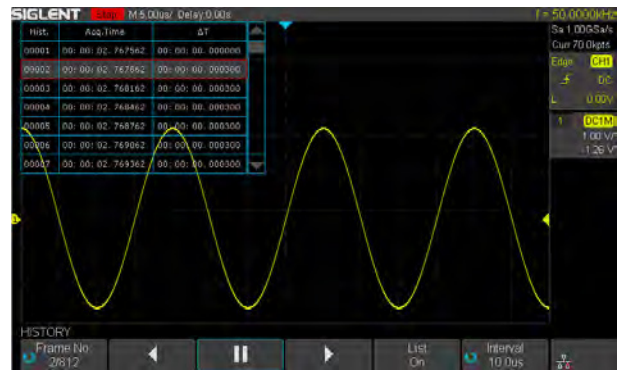 SIGLENT Stop M 5.00us/ Delay:0.00s f = 50.0000kHz
Sa 1.00GSa/s
Curr 70.0kpts
Edge CH1
DC
L 0.00V
1 DC1M
1.00 V/
-1.26 V
Hist. Acq.Time ΔT
00001 00: 00: 02. 767562 00: 00: 00. 000000
00002 00: 00: 02. 767862 00: 00: 00. 000300
00003 00: 00: 02. 768162 00: 00: 00. 000300
00004 00: 00: 02. 768462 00: 00: 00. 000300
00005 00: 00: 02. 768762 00: 00: 00. 000300
00006 00: 00: 02. 769062 00: 00: 00. 000300
00007 00: 00: 02. 769362 00: 00: 00. 000300
1
HISTORY
Frame No. List Interval
2/812 On 10.0us